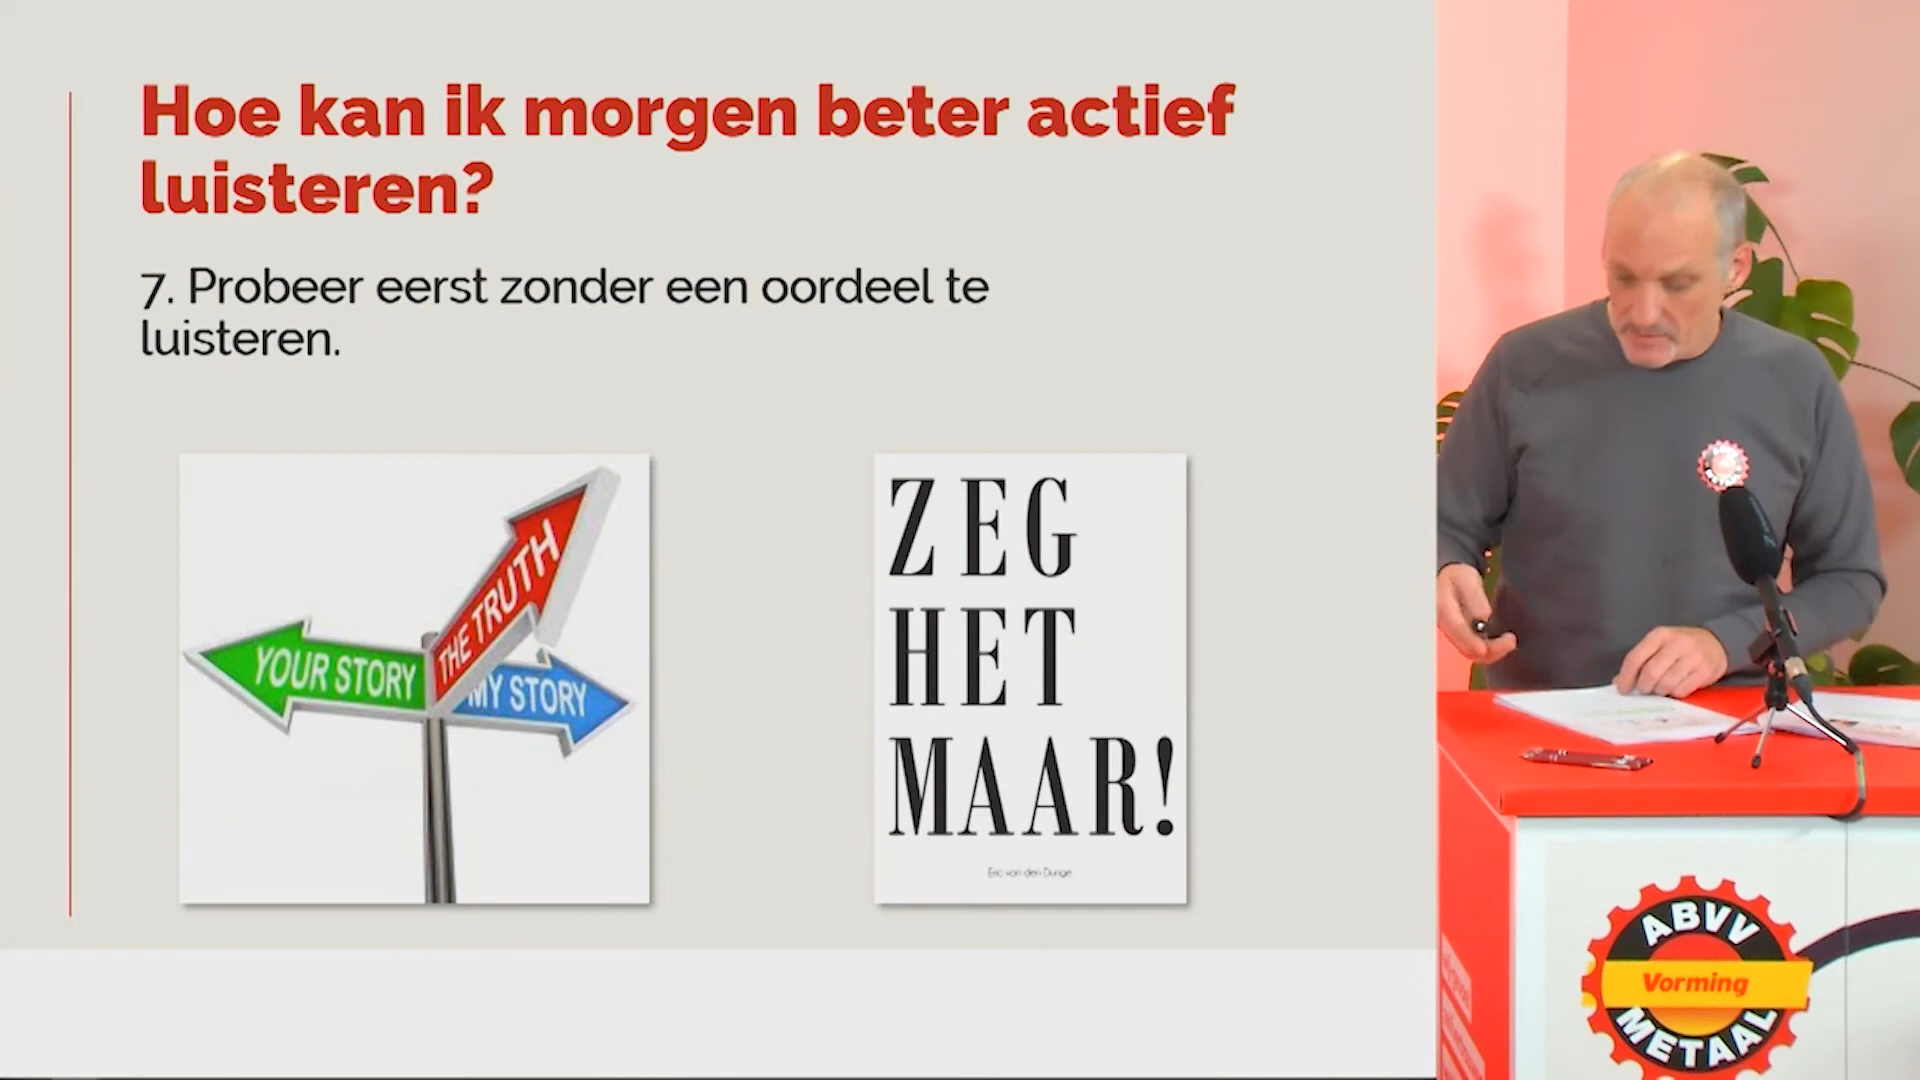 Hoe kan ik morgen beter actief
luisteren?
7. Probeer eerst zonder een oordeel te
luisteren.
YOUR STORY
THE TRUTH
MY STORY
ZEG
HET
MAAR!
ABVV
Vorming
METAAL